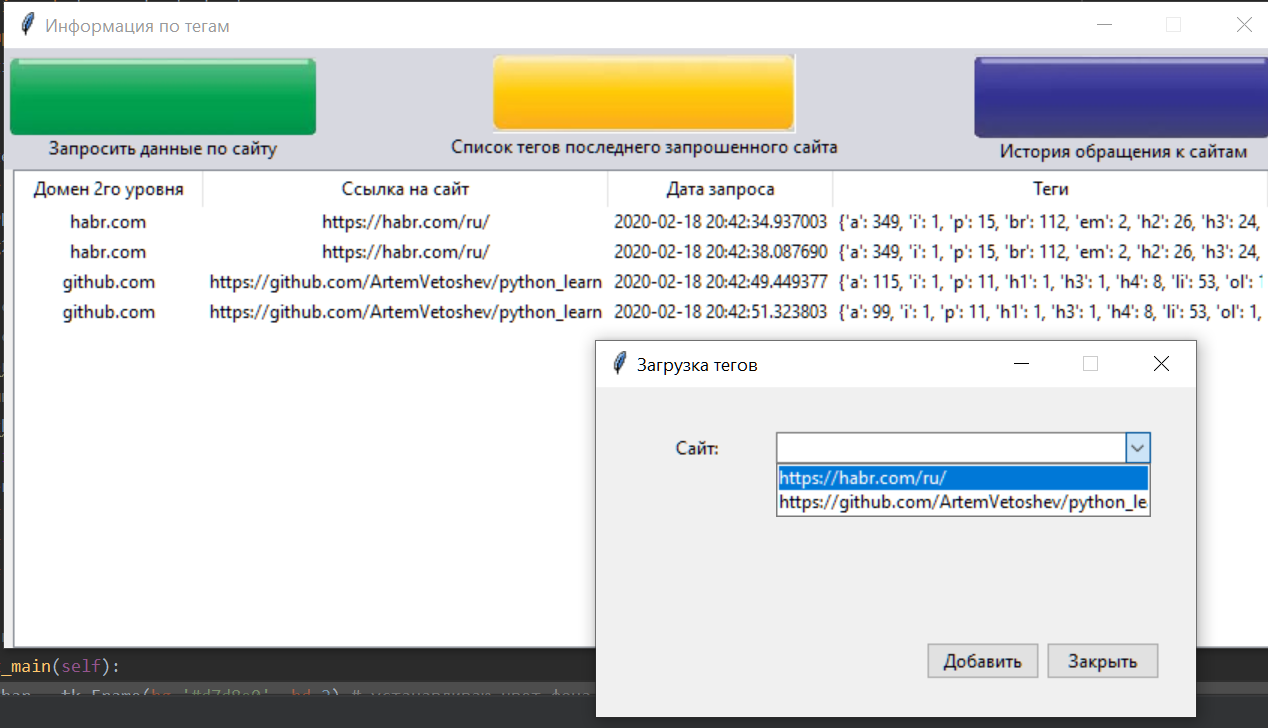 Информация по тегам
Запросить данные по сайту
Список тегов последнего запрошенного сайта
История обращения к сайтам
Домен 2го уровня Ссылка на сайт Дата запроса Теги
habr.com https://habr.com/ru/ 2020-02-18 20:42:34.937003 {'a': 349, 'i': 1, 'p': 15, 'br': 112, 'em': 2, 'h2': 26, 'h3': 24,
habr.com https://habr.com/ru/ 2020-02-18 20:42:38.087690 {'a': 349, 'i': 1, 'p': 15, 'br': 112, 'em': 2, 'h2': 26, 'h3': 24,
github.com https://github.com/ArtemVetoshev/python_learn 2020-02-18 20:42:49.449377 {'a': 115, 'i': 1, 'p': 11, 'h1': 1, 'h3': 1, 'h4': 8, 'li': 53, 'ol': 1
github.com https://github.com/ArtemVetoshev/python_learn 2020-02-18 20:42:51.323803 {'a': 99, 'i': 1, 'p': 11, 'h1': 1, 'h3': 1, 'h4': 8, 'li': 53, 'ol': 1,
Загрузка тегов
Сайт:
https://habr.com/ru/
https://github.com/ArtemVetoshev/python_le
Добавить Закрыть
_main(self):